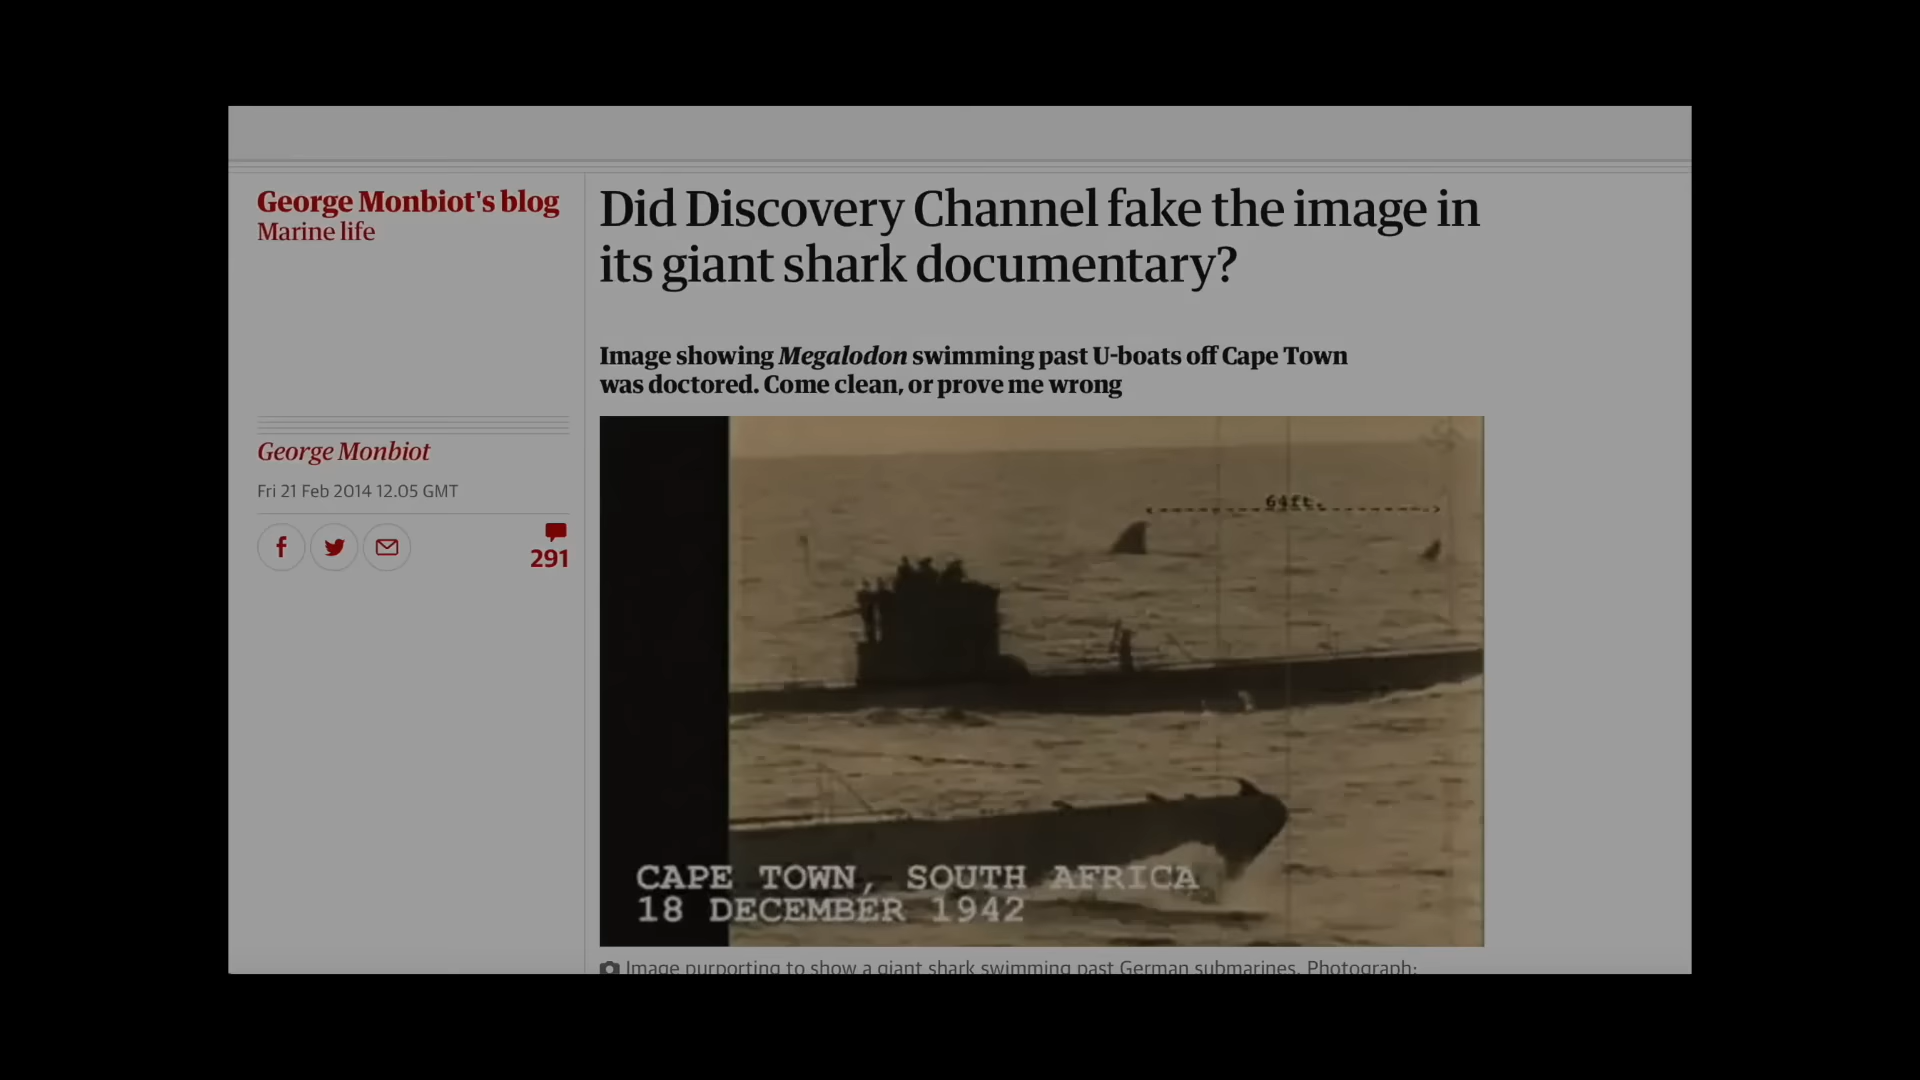 George Monbiot's blog
Marine life
Did Discovery Channel fake the image in
its giant shark documentary?
Image showing Megalodon swimming past U-boats off Cape Town
was doctored. Come clean, or prove me wrong
George Monbiot
Fri 21 Feb 2014 12.05 GMT
291
64ft.
CAPE TOWN, SOUTH AFRICA
18 DECEMBER 1942
Image purporting to show a giant shark swimming past German submarines. Photograph: